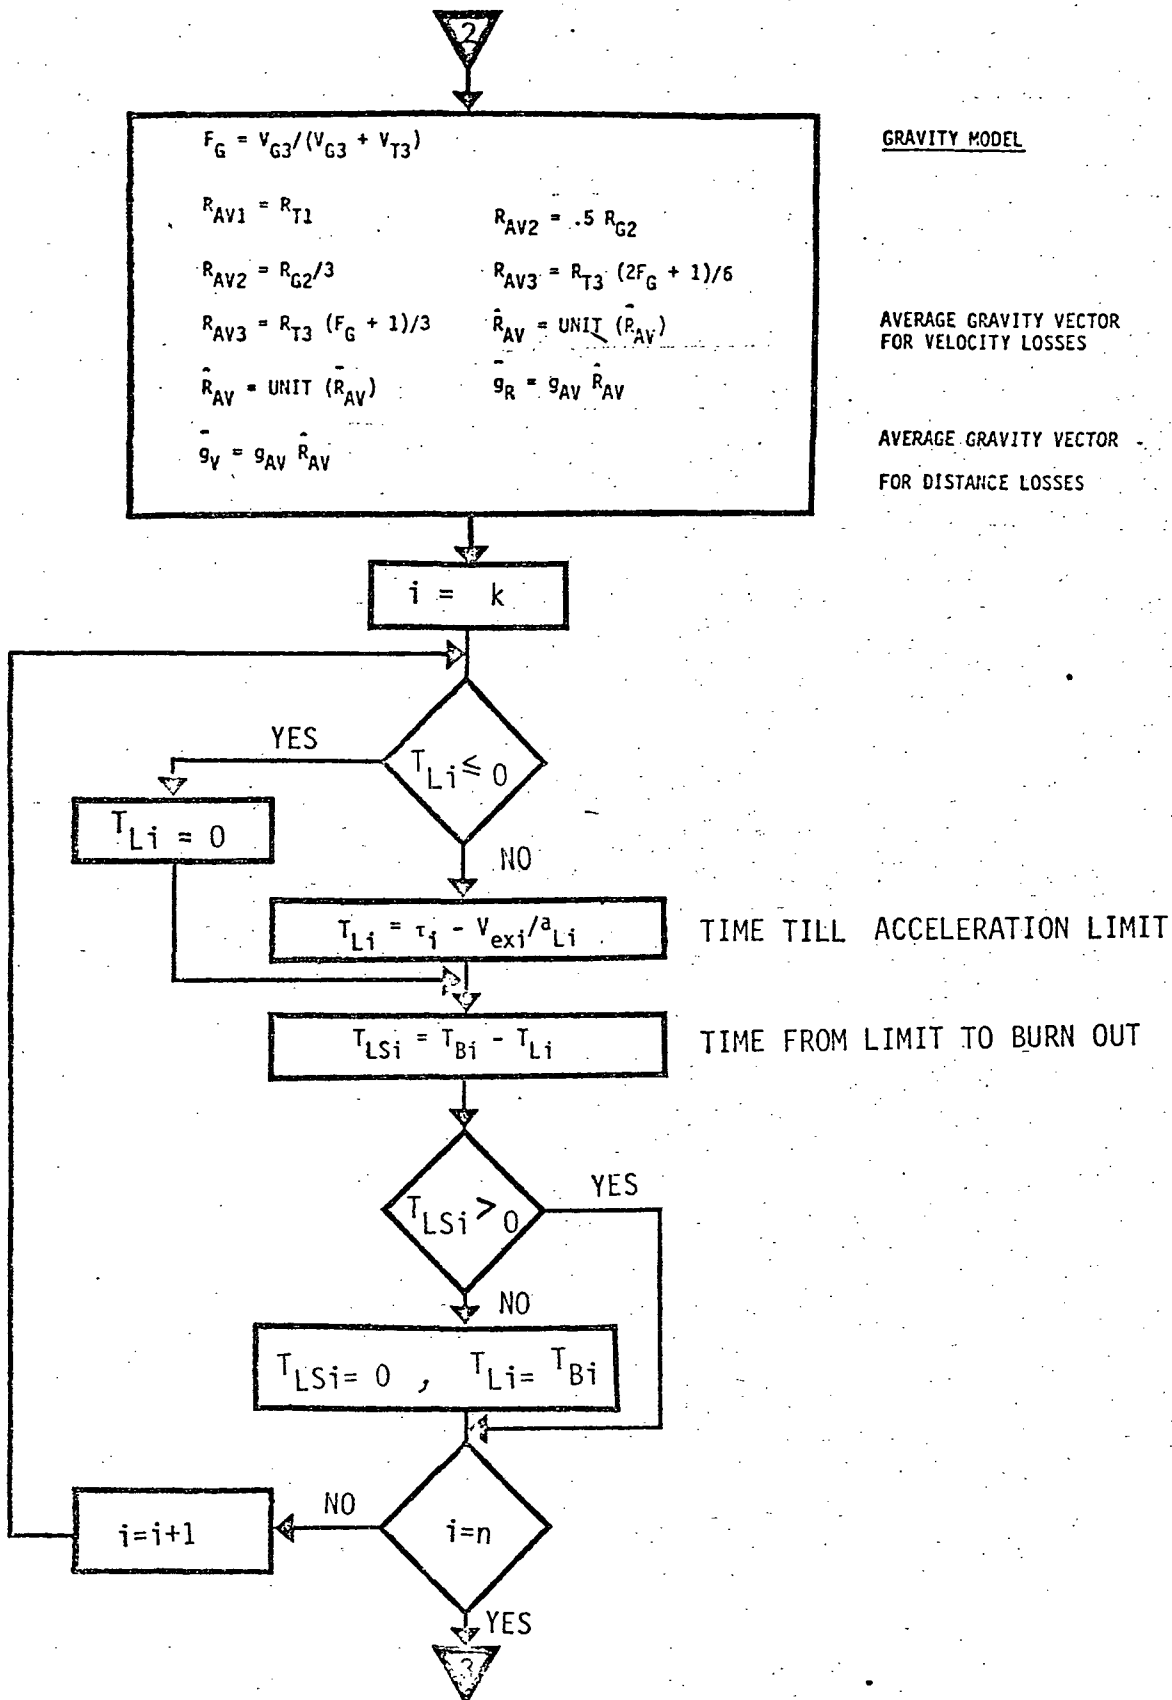 2
F_G = V_G3/(V_G3 + V_T3)
GRAVITY MODEL
R_AV1 = R_T1
R_AV2 = .5 R_G2
R_AV2 = R_G2/3
R_AV3 = R_T3 (2F_G + 1)/6
R_AV3 = R_T3 (F_G + 1)/3
R̂_AV = UNIT (R̄_AV)
AVERAGE GRAVITY VECTOR
FOR VELOCITY LOSSES
R̂_AV = UNIT (R̄_AV)
ḡ_R = g_AV R̂_AV
ḡ_V = g_AV R̂_AV
AVERAGE GRAVITY VECTOR
FOR DISTANCE LOSSES
i = k
T_Li ≤ 0
YES
T_Li = 0
NO
T_Li = τ_i - V_exi/a_Li
TIME TILL ACCELERATION LIMIT
T_LSi = T_Bi - T_Li
TIME FROM LIMIT TO BURN OUT
T_LSi > 0
YES
NO
T_LSi = 0 , T_Li = T_Bi
i=n
NO
i=i+1
YES
3